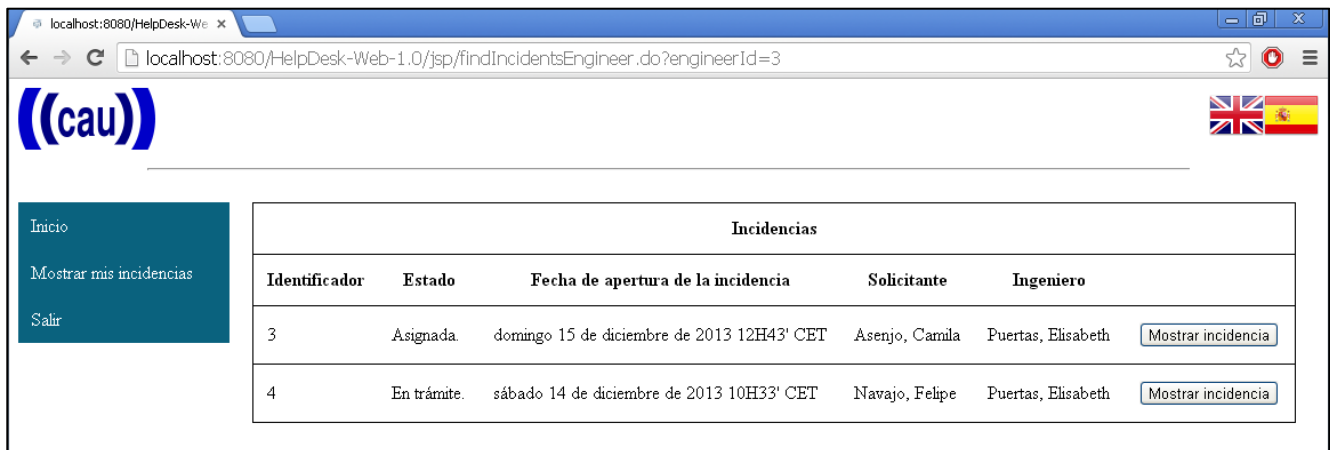 localhost:8080/HelpDesk-We
localhost:8080/HelpDesk-Web-1.0/jsp/findIncidentsEngineer.do?engineerId=3
((cau))
Inicio
Mostrar mis incidencias
Salir
Incidencias
Identificador Estado Fecha de apertura de la incidencia Solicitante Ingeniero
3 Asignada. domingo 15 de diciembre de 2013 12H43' CET Asenjo, Camila Puertas, Elisabeth Mostrar incidencia
4 En trámite. sábado 14 de diciembre de 2013 10H33' CET Navajo, Felipe Puertas, Elisabeth Mostrar incidencia